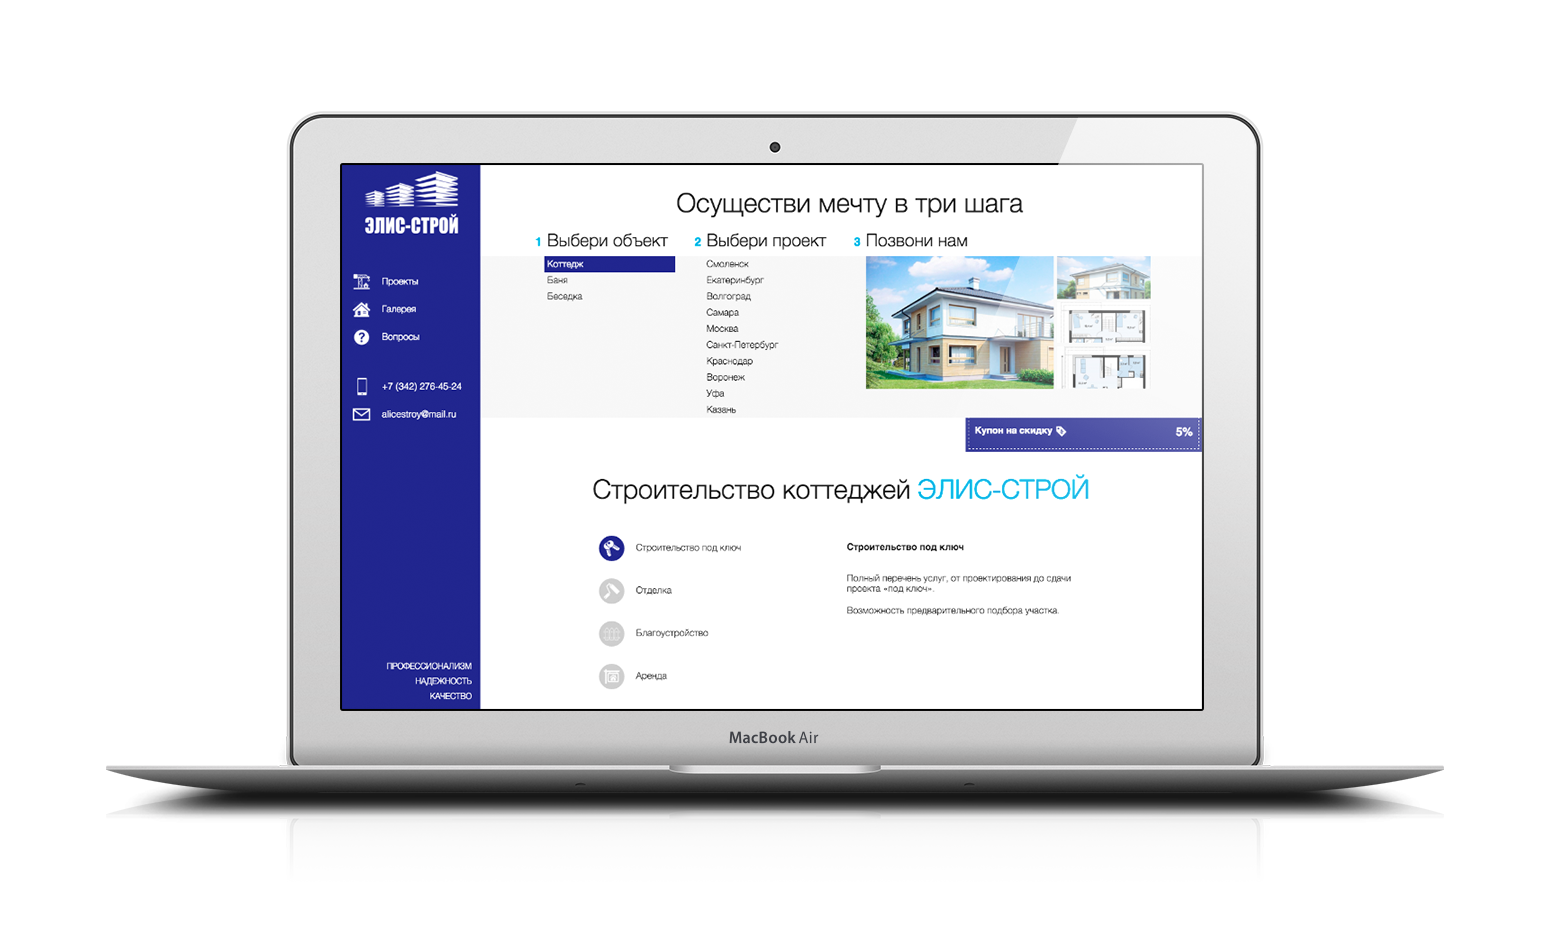 ЭЛИС-СТРОЙ
Проекты
Галерея
Вопросы
+7 (342) 276-45-24
alicestroy@mail.ru
ПРОФЕССИОНАЛИЗМ
НАДЕЖНОСТЬ
КАЧЕСТВО
Осуществи мечту в три шага
1 Выбери объект
Коттедж
Баня
Беседка
2 Выбери проект
Смоленск
Екатеринбург
Волгоград
Самара
Москва
Санкт-Петербург
Краснодар
Воронеж
Уфа
Казань
3 Позвони нам
Купон на скидку 5%
Строительство коттеджей ЭЛИС-СТРОЙ
Строительство под ключ
Отделка
Благоустройство
Аренда
Строительство под ключ
Полный перечень услуг, от проектирования до сдачи
проекта «под ключ».
Возможность предварительного подбора участка.
MacBook Air